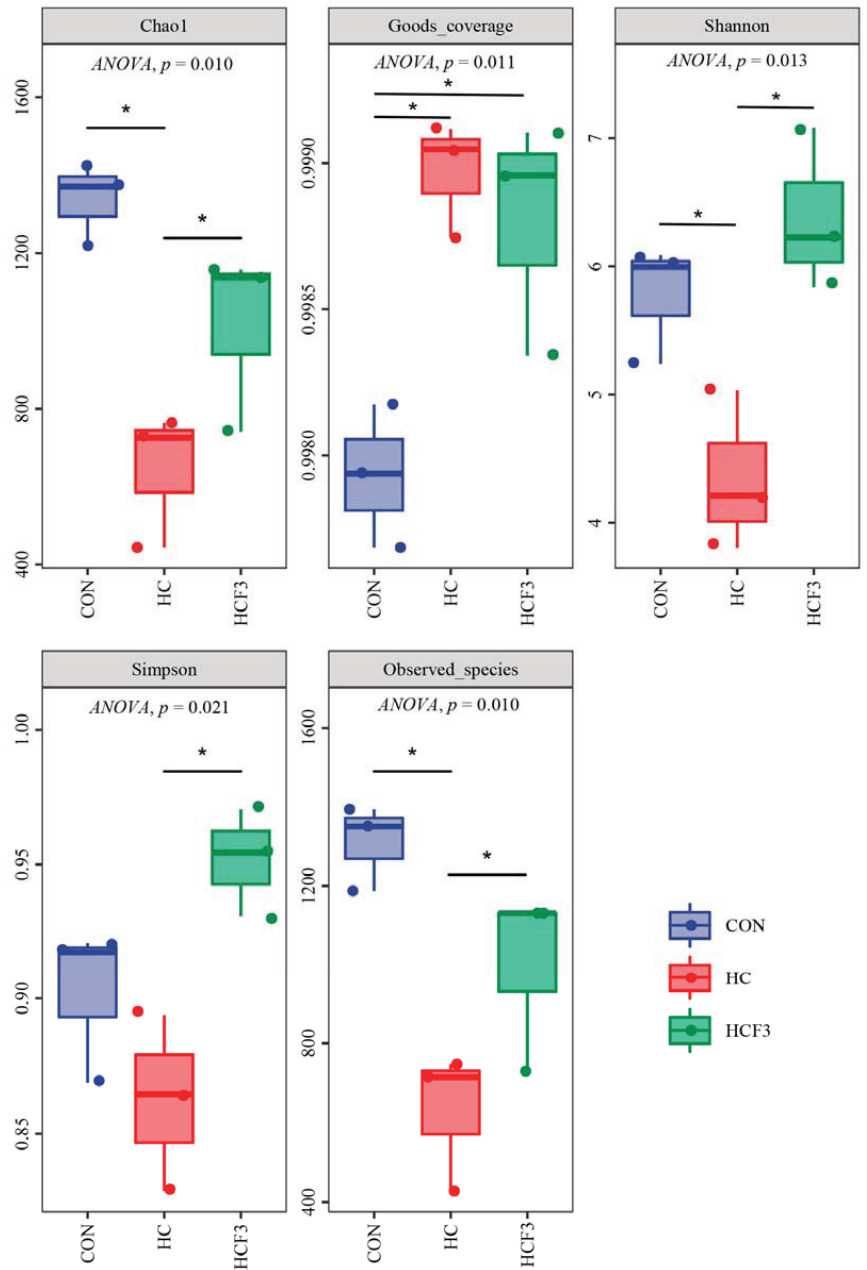 Chao1
ANOVA, p = 0.010
*
*
1600
1200
800
400
CON
HC
HCF3
Goods_coverage
ANOVA, p = 0.011
*
*
0.9990
0.9985
0.9980
CON
HC
HCF3
Shannon
ANOVA, p = 0.013
*
*
7
6
5
4
CON
HC
HCF3
Simpson
ANOVA, p = 0.021
*
1.00
0.95
0.90
0.85
CON
HC
HCF3
Observed_species
ANOVA, p = 0.010
*
*
1600
1200
800
400
CON
HC
HCF3
CON
HC
HCF3